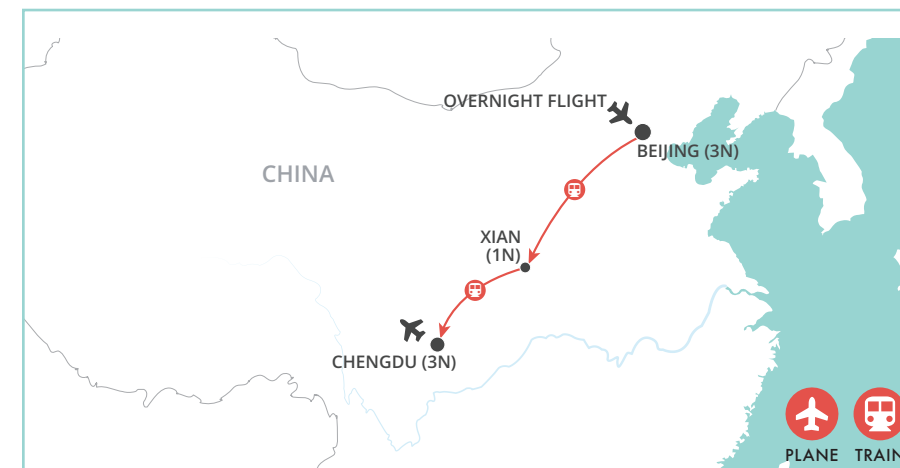 OVERNIGHT FLIGHT
BEIJING (3N)
CHINA
XIAN
(1N)
CHENGDU (3N)
PLANE TRAIN